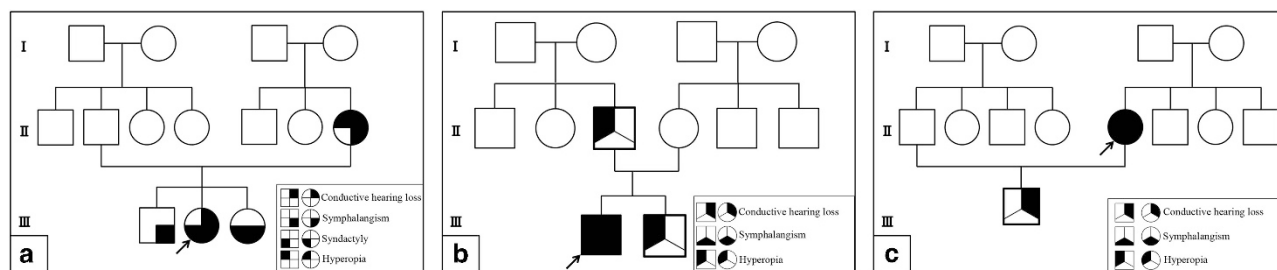 I
II
III
a
Conductive hearing loss
Symphalangism
Syndactyly
Hyperopia
I
II
III
b
Conductive hearing loss
Symphalangism
Hyperopia
I
II
III
c
Conductive hearing loss
Symphalangism
Hyperopia